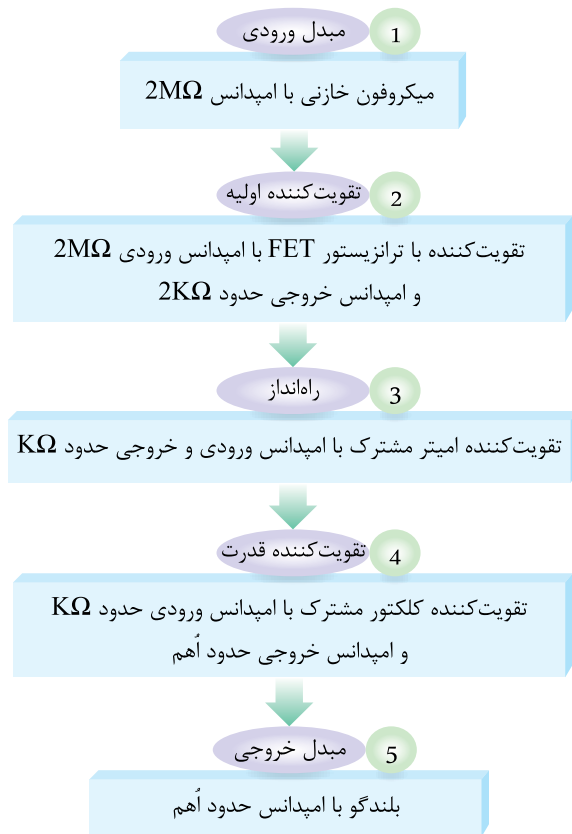 1 مبدل ورودی
میکروفون خازنی با امپدانس 2MΩ
2 تقویت‌کننده اولیه
تقویت‌کننده با ترانزیستور FET با امپدانس ورودی 2MΩ
و امپدانس خروجی حدود 2KΩ
3 راه‌انداز
تقویت‌کننده امیتر مشترک با امپدانس ورودی و خروجی حدود KΩ
4 تقویت‌کننده قدرت
تقویت‌کننده کلکتور مشترک با امپدانس ورودی حدود KΩ
و امپدانس خروجی حدود اُهم
5 مبدل خروجی
بلندگو با امپدانس حدود اُهم